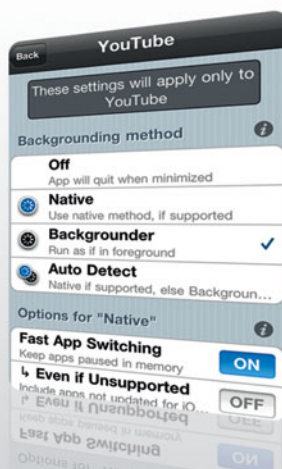 Back
YouTube
These settings will apply only to
YouTube
Backgrounding method
Off
App will quit when minimized
Native
Use native method, if supported
Backgrounder
Run as if in foreground
Auto Detect
Native if supported, else Backgroun...
Options for "Native"
Fast App Switching
Keep apps paused in memory
ON
↳ Even if Unsupported
Include apps not updated for iO...
OFF